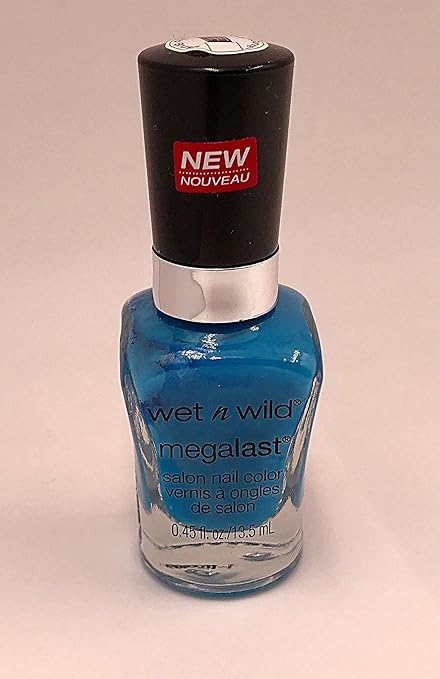 NEW
NOUVEAU
wet n wild®
megalast®
salon nail color
vernis à ongles
de salon
0.45 fl. oz./13.5 mL